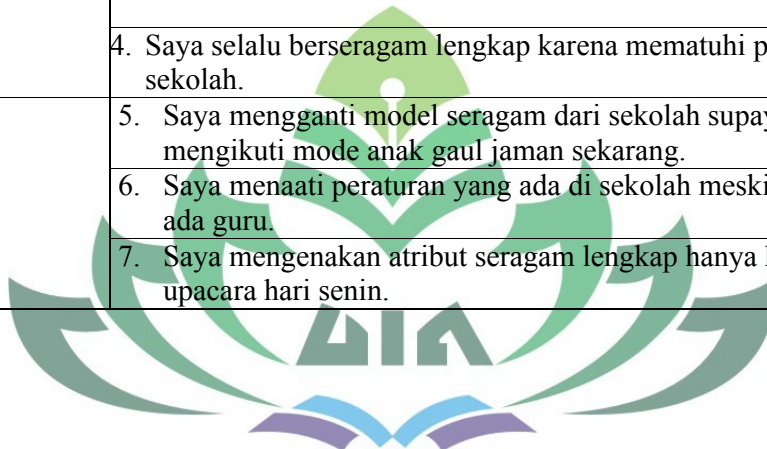 4. Saya selalu berseragam lengkap karena mematuhi
sekolah.
5. Saya mengganti model seragam dari sekolah
mengikuti mode anak gaul jaman sekarang.
6. Saya menaati peraturan yang ada di sekolah
ada guru.
7. Saya mengenakan atribut seragam lengkap hanya
upacara hari senin.
UIN